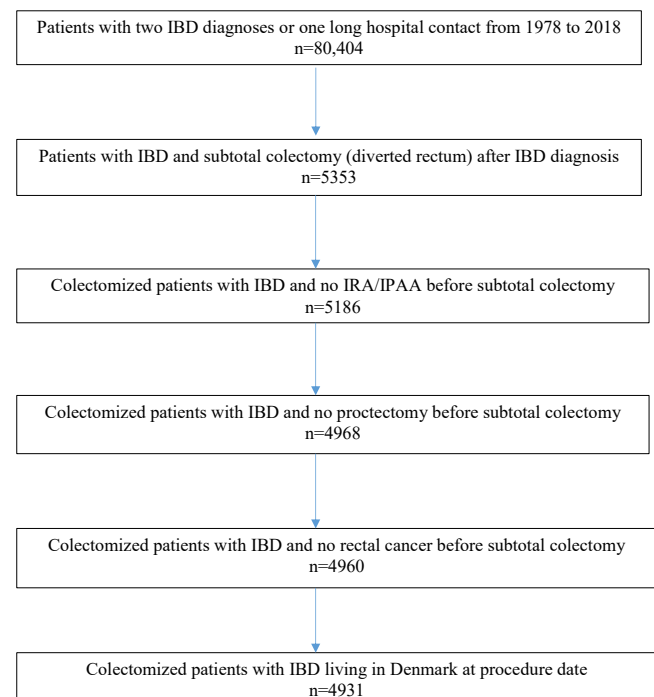 Patients with two IBD diagnoses or one long hospital contact from 1978 to 2018
n=80,404
Patients with IBD and subtotal colectomy (diverted rectum) after IBD diagnosis
n=5353
Colectomized patients with IBD and no IRA/IPAA before subtotal colectomy
n=5186
Colectomized patients with IBD and no proctectomy before subtotal colectomy
n=4968
Colectomized patients with IBD and no rectal cancer before subtotal colectomy
n=4960
Colectomized patients with IBD living in Denmark at procedure date
n=4931